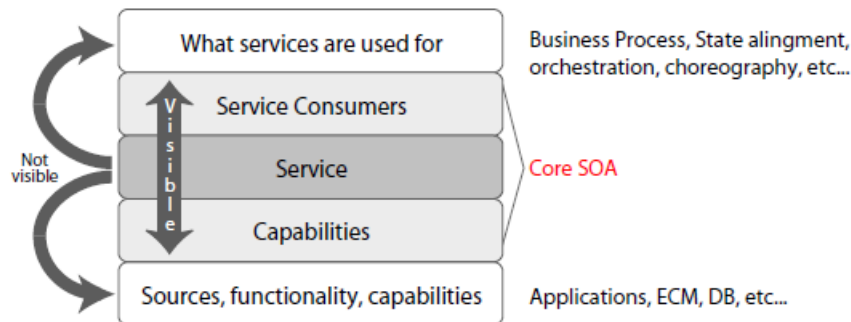 What services are used for
Business Process, State alingment,
orchestration, choreography, etc...
Service Consumers
Visible
Not
visible
Service
Core SOA
Capabilities
Sources, functionality, capabilities
Applications, ECM, DB, etc...